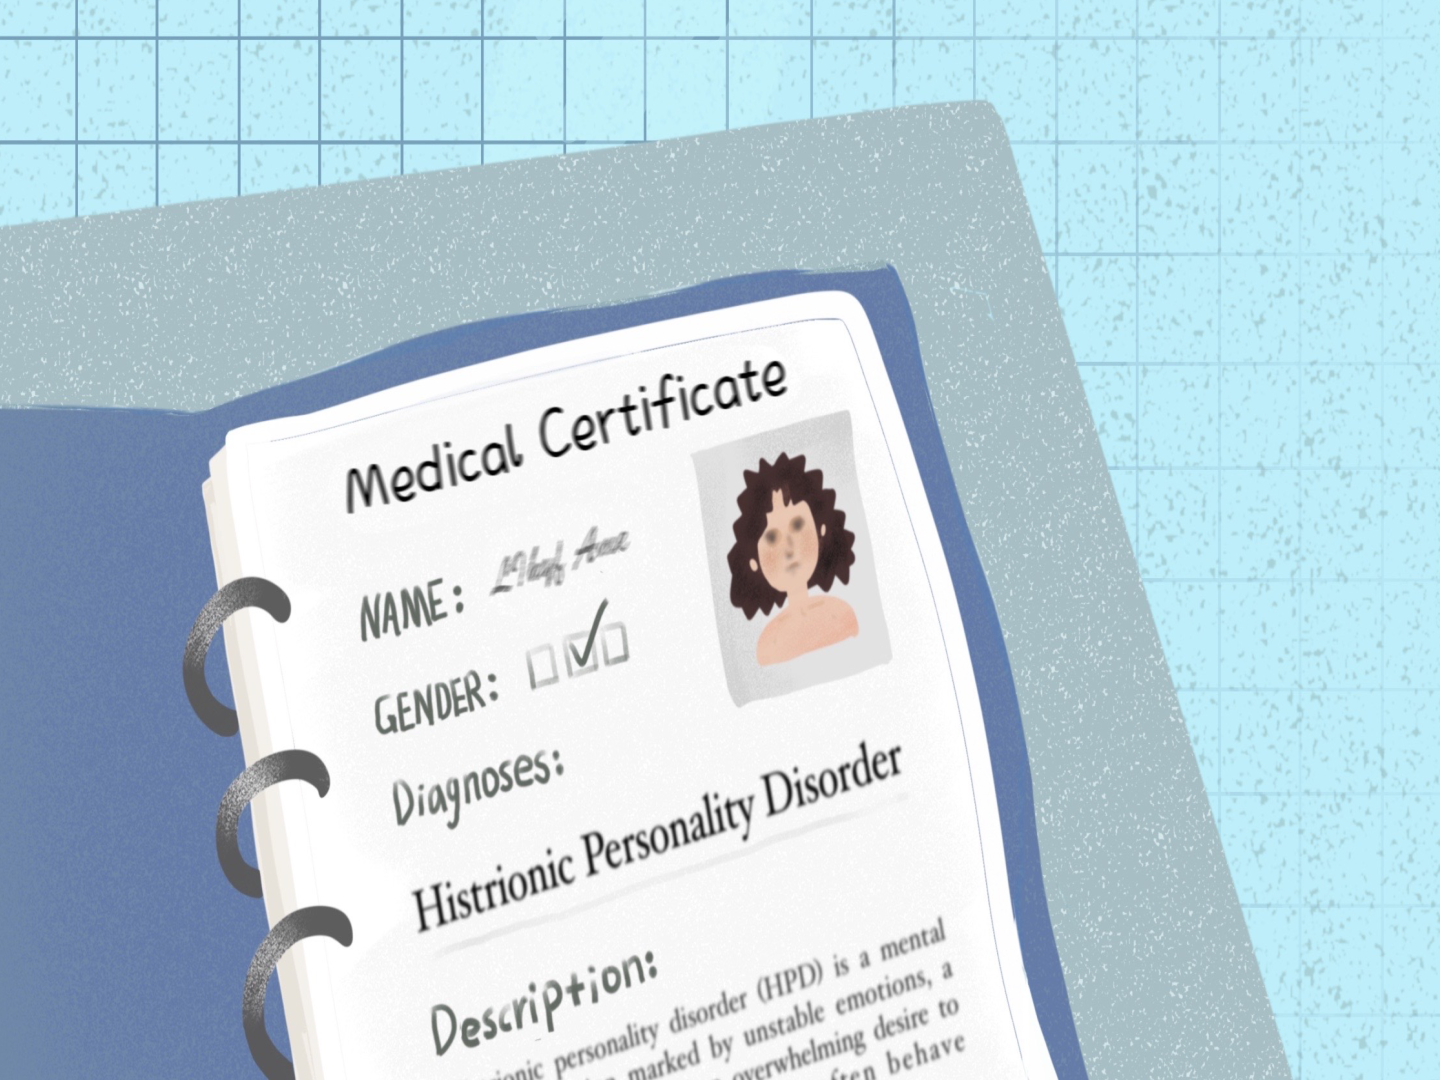 Medical Certificate
NAME:
GENDER:
Diagnoses:
Histrionic Personality Disorder
Description:
personality disorder (HPD) is a mental
marked by unstable emotions, a
overwhelming desire to
behave